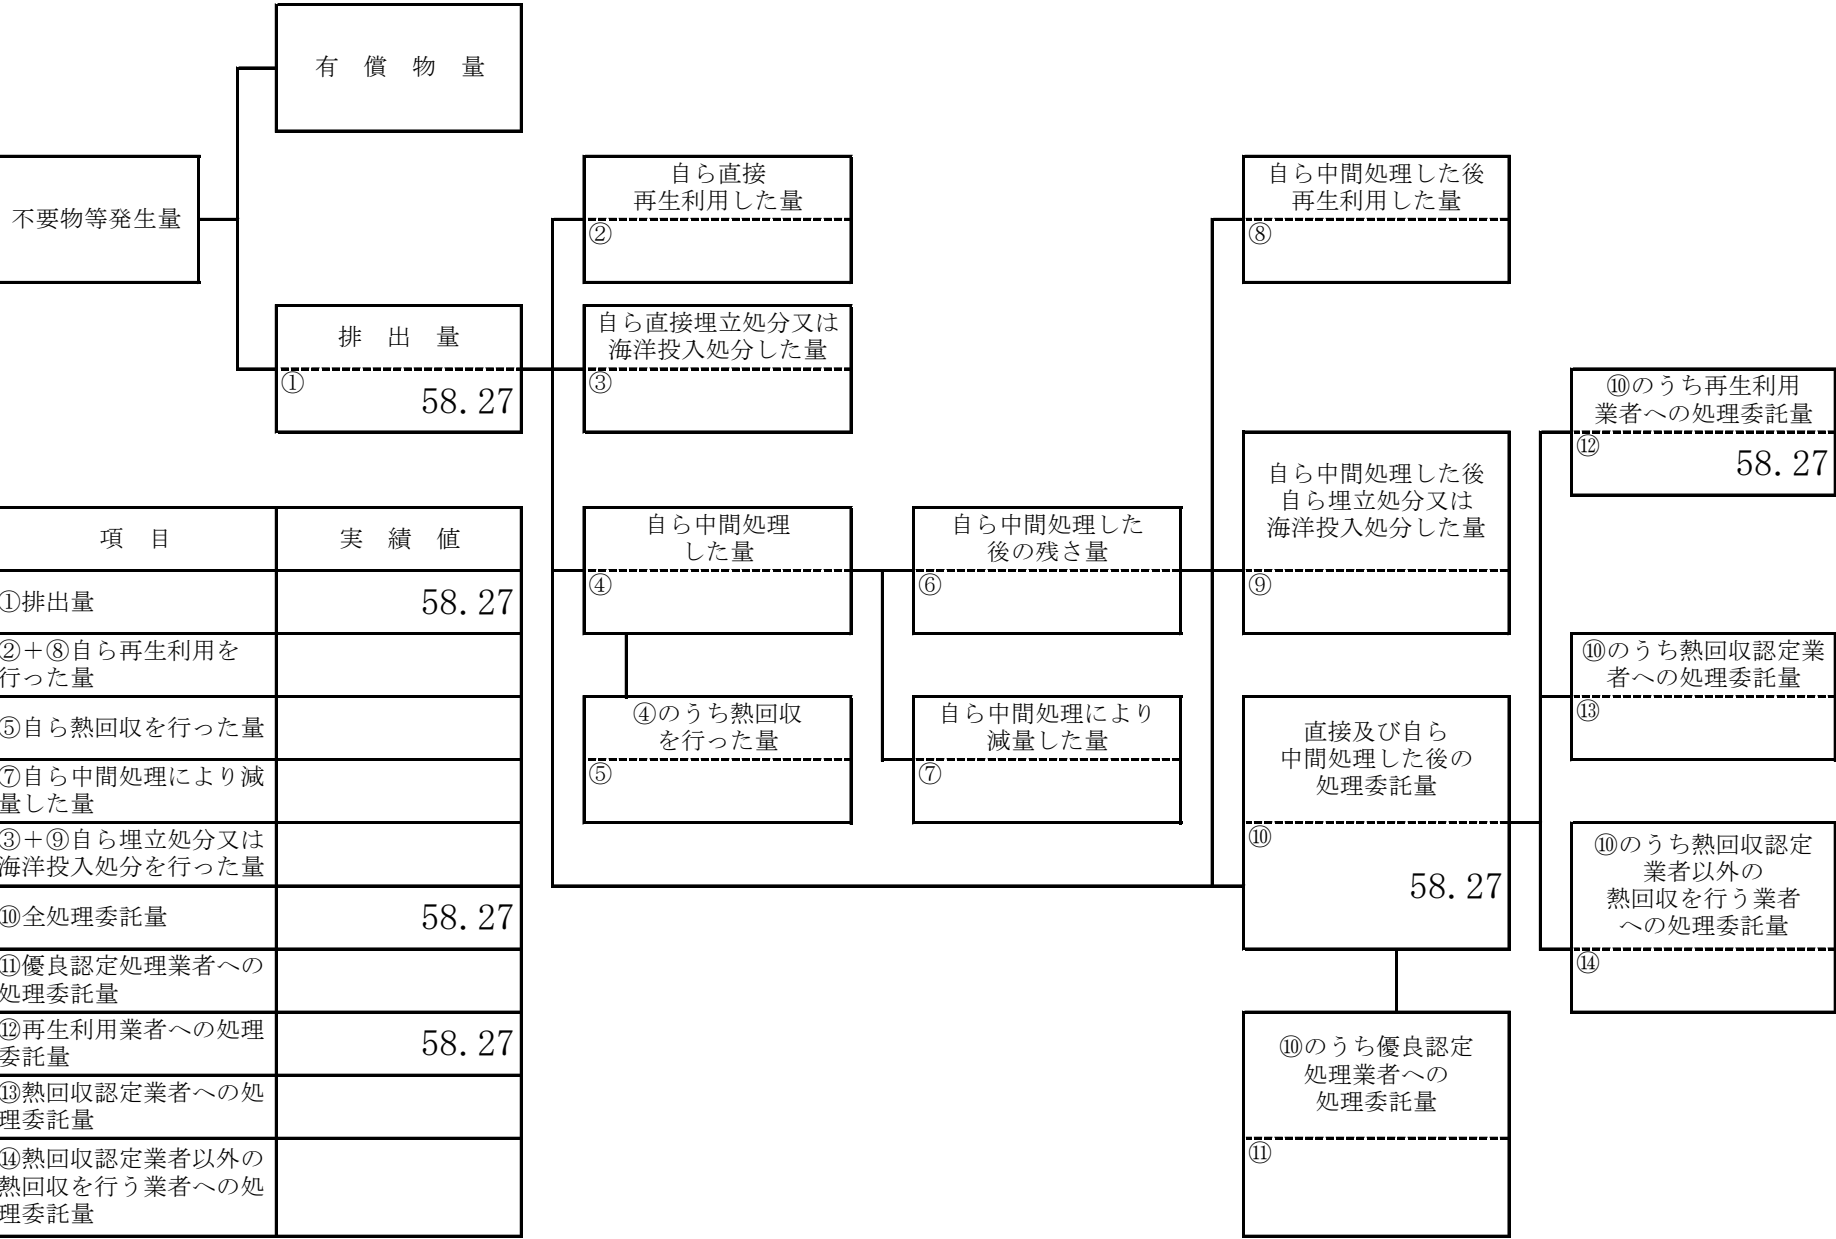 有　償　物　量
不要物等発生量
排　出　量
①
58.27
自ら直接
再生利用した量
②
自ら直接埋立処分又は
海洋投入処分した量
③
自ら中間処理
した量
④
④のうち熱回収
を行った量
⑤
自ら中間処理した
後の残さ量
⑥
自ら中間処理により
減量した量
⑦
自ら中間処理した後
再生利用した量
⑧
自ら中間処理した後
自ら埋立処分又は
海洋投入処分した量
⑨
直接及び自ら
中間処理した後の
処理委託量
⑩
58.27
⑩のうち優良認定
処理業者への
処理委託量
⑪
⑩のうち再生利用
業者への処理委託量
⑫
58.27
⑩のうち熱回収認定業
者への処理委託量
⑬
⑩のうち熱回収認定
業者以外の
熱回収を行う業者
への処理委託量
⑭
項　目
実　績　値
①排出量
58.27
②＋⑧自ら再生利用を
行った量
⑤自ら熱回収を行った量
⑦自ら中間処理により減
量した量
③＋⑨自ら埋立処分又は
海洋投入処分を行った量
⑩全処理委託量
58.27
⑪優良認定処理業者への
処理委託量
⑫再生利用業者への処理
委託量
58.27
⑬熱回収認定業者への処
理委託量
⑭熱回収認定業者以外の
熱回収を行う業者への処
理委託量